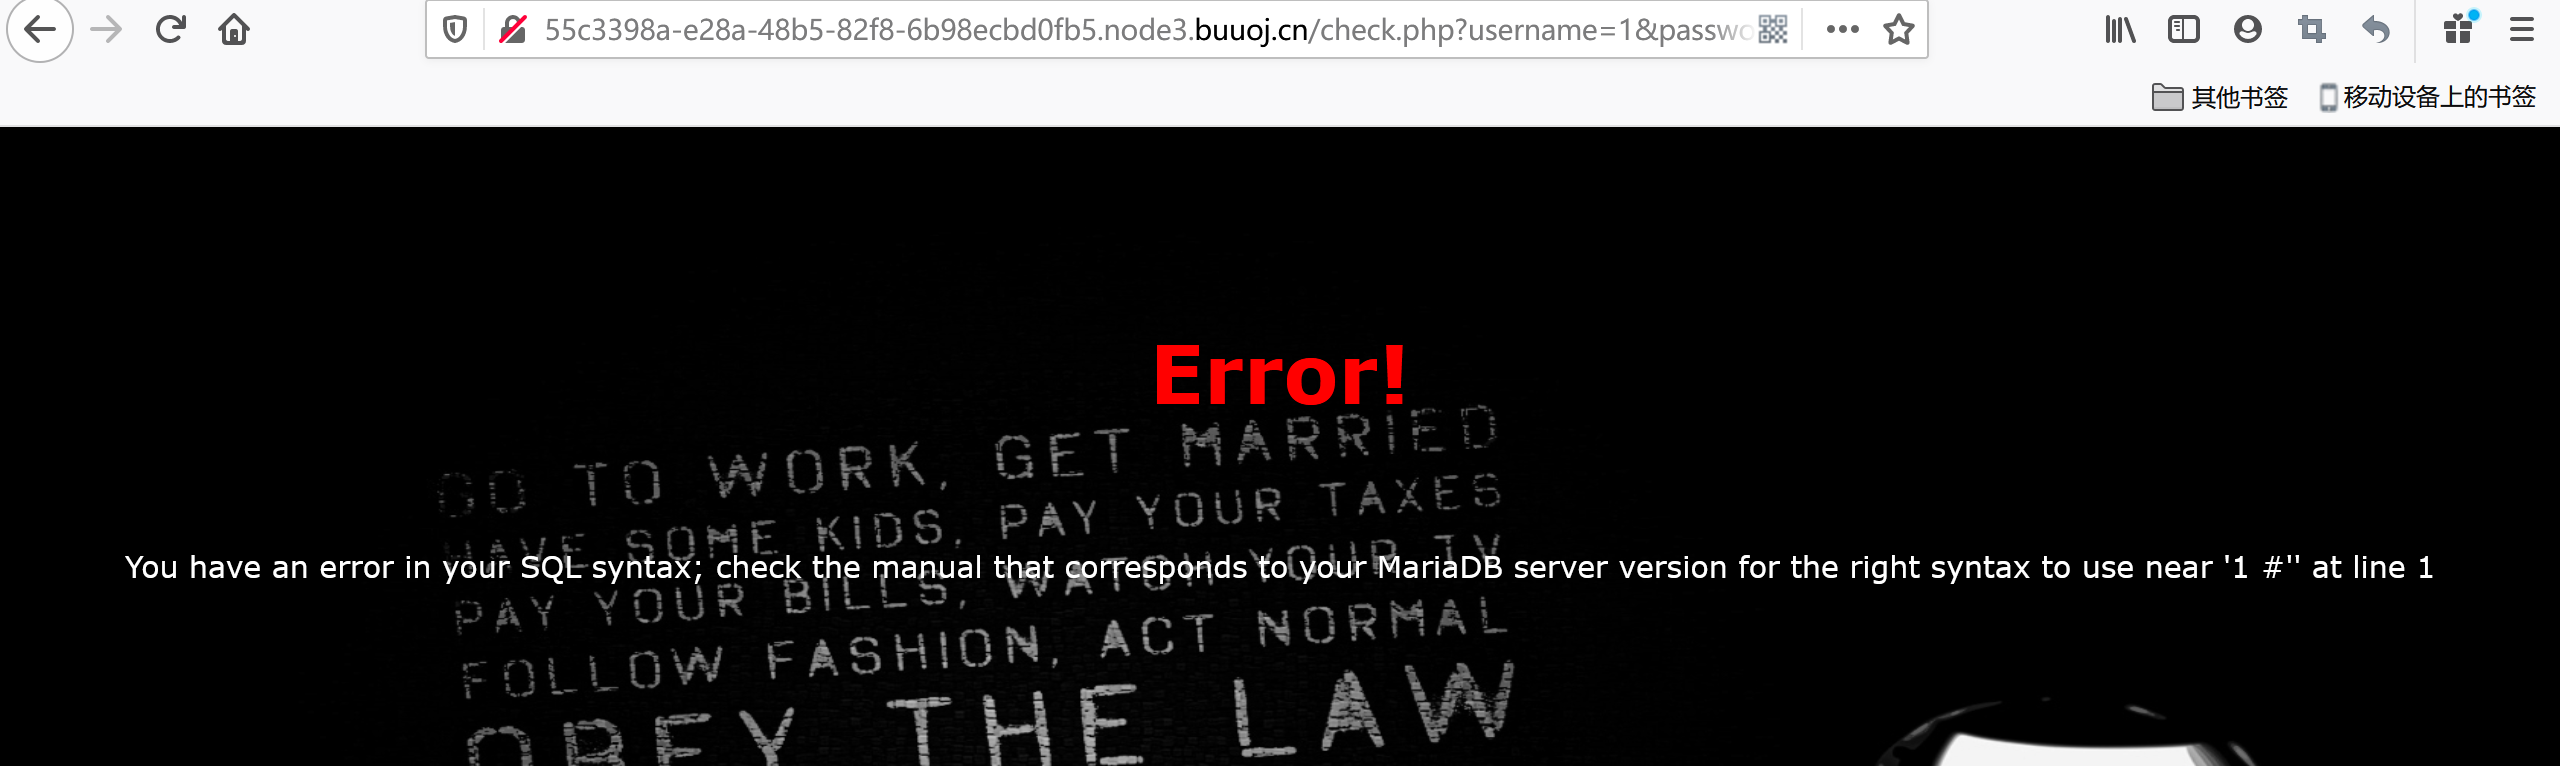 55c3398a-e28a-48b5-82f8-6b98ecbd0fb5.node3.buuoj.cn/check.php?username=1&passwo
其他书签
移动设备上的书签
Error!
GO TO WORK, GET MARRIED
HAVE SOME KIDS, PAY YOUR TAXES
You have an error in your SQL syntax; check the manual that corresponds to your MariaDB server version for the right syntax to use near '1 #'' at line 1
PAY YOUR BILLS, WATCH YOUR TV
FOLLOW FASHION, ACT NORMAL
OBEY THE LAW